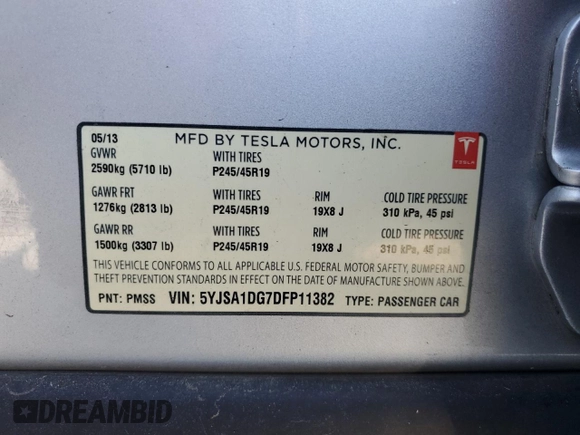 05/13 MFD BY TESLA MOTORS, INC.
GVWR WITH TIRES
2590kg (5710 lb) P245/45R19
TESLA
GAWR FRT WITH TIRES RIM COLD TIRE PRESSURE
1276kg (2813 lb) P245/45R19 19X8 J 310 kPa, 45 psi
GAWR RR WITH TIRES RIM COLD TIRE PRESSURE
1500kg (3307 lb) P245/45R19 19X8 J 310 kPa, 45 psi
THIS VEHICLE CONFORMS TO ALL APPLICABLE U.S. FEDERAL MOTOR SAFETY, BUMPER AND
THEFT PREVENTION STANDARDS IN EFFECT ON THE DATE OF MANUFACTURE SHOWN ABOVE.
PNT: PMSS VIN: 5YJSA1DG7DFP11382 TYPE: PASSENGER CAR
DREAMBID